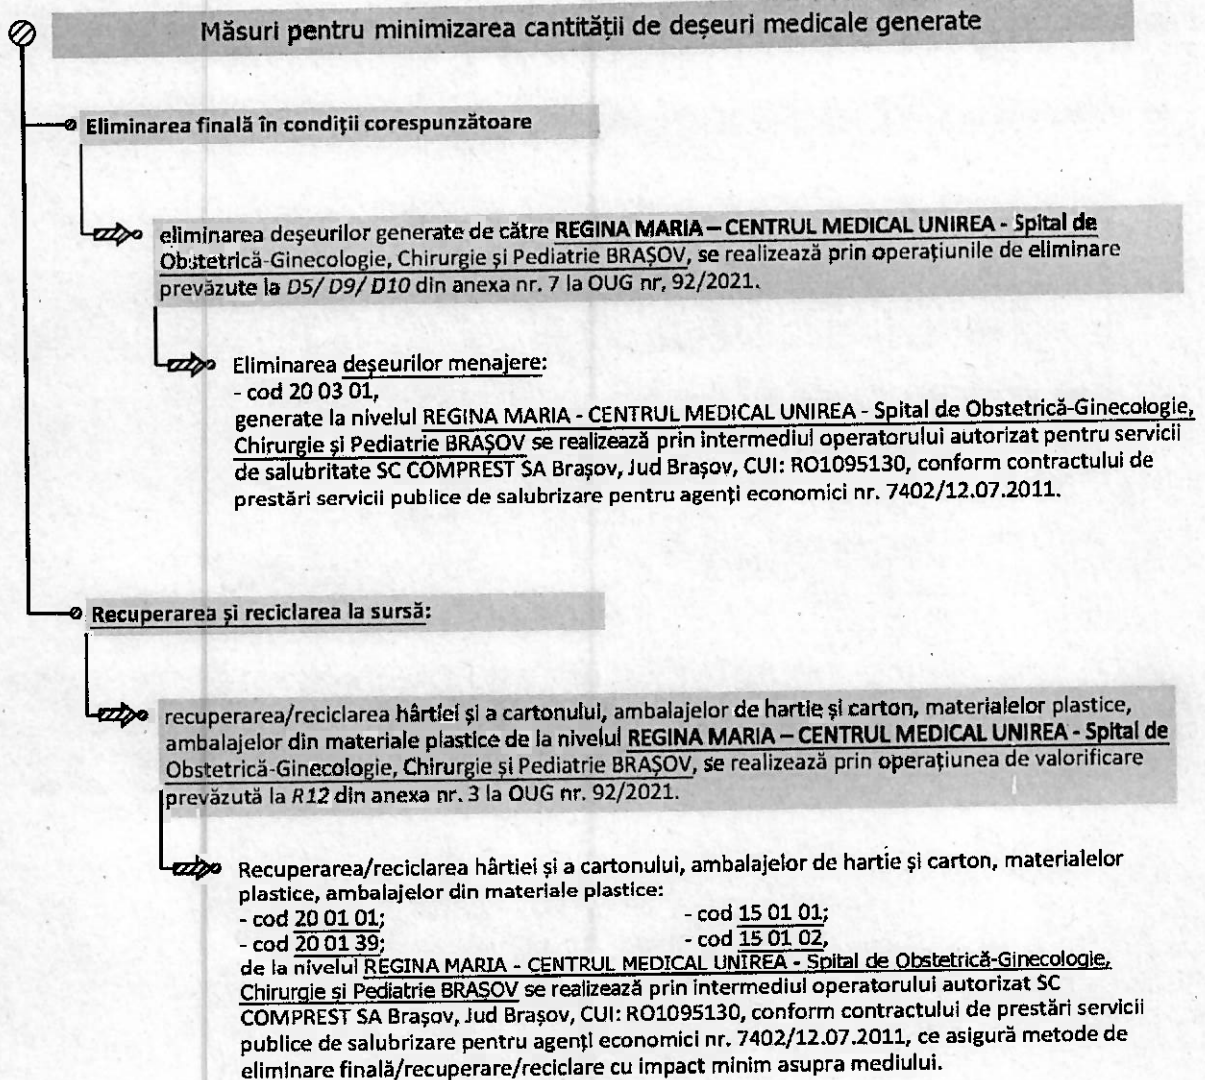 Măsuri pentru minimizarea cantității de deșeuri medicale generate
Eliminarea finală în condiții corespunzătoare
eliminarea deșeurilor generate de către REGINA MARIA – CENTRUL MEDICAL UNIREA - Spital de
Obstetrică-Ginecologie, Chirurgie și Pediatrie BRAȘOV, se realizează prin operațiunile de eliminare
prevăzute la D5/ D9/ D10 din anexa nr. 7 la OUG nr, 92/2021.
Eliminarea deșeurilor menajere:
- cod 20 03 01,
generate la nivelul REGINA MARIA - CENTRUL MEDICAL UNIREA - Spital de Obstetrică-Ginecologie,
Chirurgie și Pediatrie BRAȘOV se realizează prin intermediul operatorului autorizat pentru servicii
de salubritate SC COMPREST SA Brașov, Jud Brașov, CUI: RO1095130, conform contractului de
prestări servicii publice de salubrizare pentru agenți economici nr. 7402/12.07.2011.
Recuperarea și reciclarea la sursă:
recuperarea/reciclarea hârtiei și a cartonului, ambalajelor de hartie și carton, materialelor plastice,
ambalajelor din materiale plastice de la nivelul REGINA MARIA – CENTRUL MEDICAL UNIREA - Spital de
Obstetrică-Ginecologie, Chirurgie și Pediatrie BRAȘOV, se realizează prin operațiunea de valorificare
prevăzută la R12 din anexa nr. 3 la OUG nr. 92/2021.
Recuperarea/reciclarea hârtiei și a cartonului, ambalajelor de hartie și carton, materialelor
plastice, ambalajelor din materiale plastice:
- cod 20 01 01; - cod 15 01 01;
- cod 20 01 39; - cod 15 01 02,
de la nivelul REGINA MARIA - CENTRUL MEDICAL UNIREA - Spital de Obstetrică-Ginecologie,
Chirurgie și Pediatrie BRAȘOV se realizează prin intermediul operatorului autorizat SC
COMPREST SA Brașov, Jud Brașov, CUI: RO1095130, conform contractului de prestări servicii
publice de salubrizare pentru agenți economici nr. 7402/12.07.2011, ce asigură metode de
eliminare finală/recuperare/reciclare cu impact minim asupra mediului.